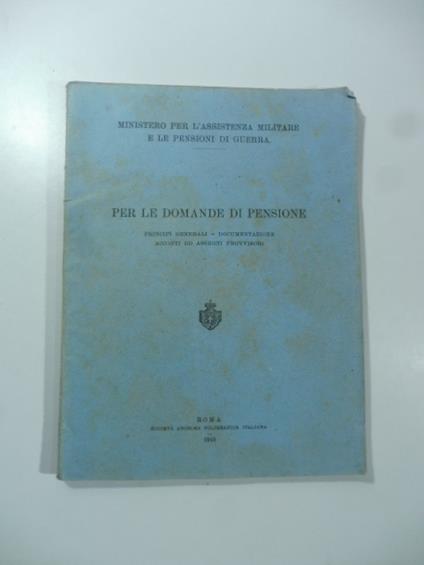 MINISTERO PER L'ASSISTENZA MILITARE
E LE PENSIONI DI GUERRA
PER LE DOMANDE DI PENSIONE
PRINCIPI GENERALI - DOCUMENTAZIONE
ACCONTI ED ASSEGNI PROVVISORI
ROMA
SOCIETÀ ANONIMA POLIGRAFICA ITALIANA